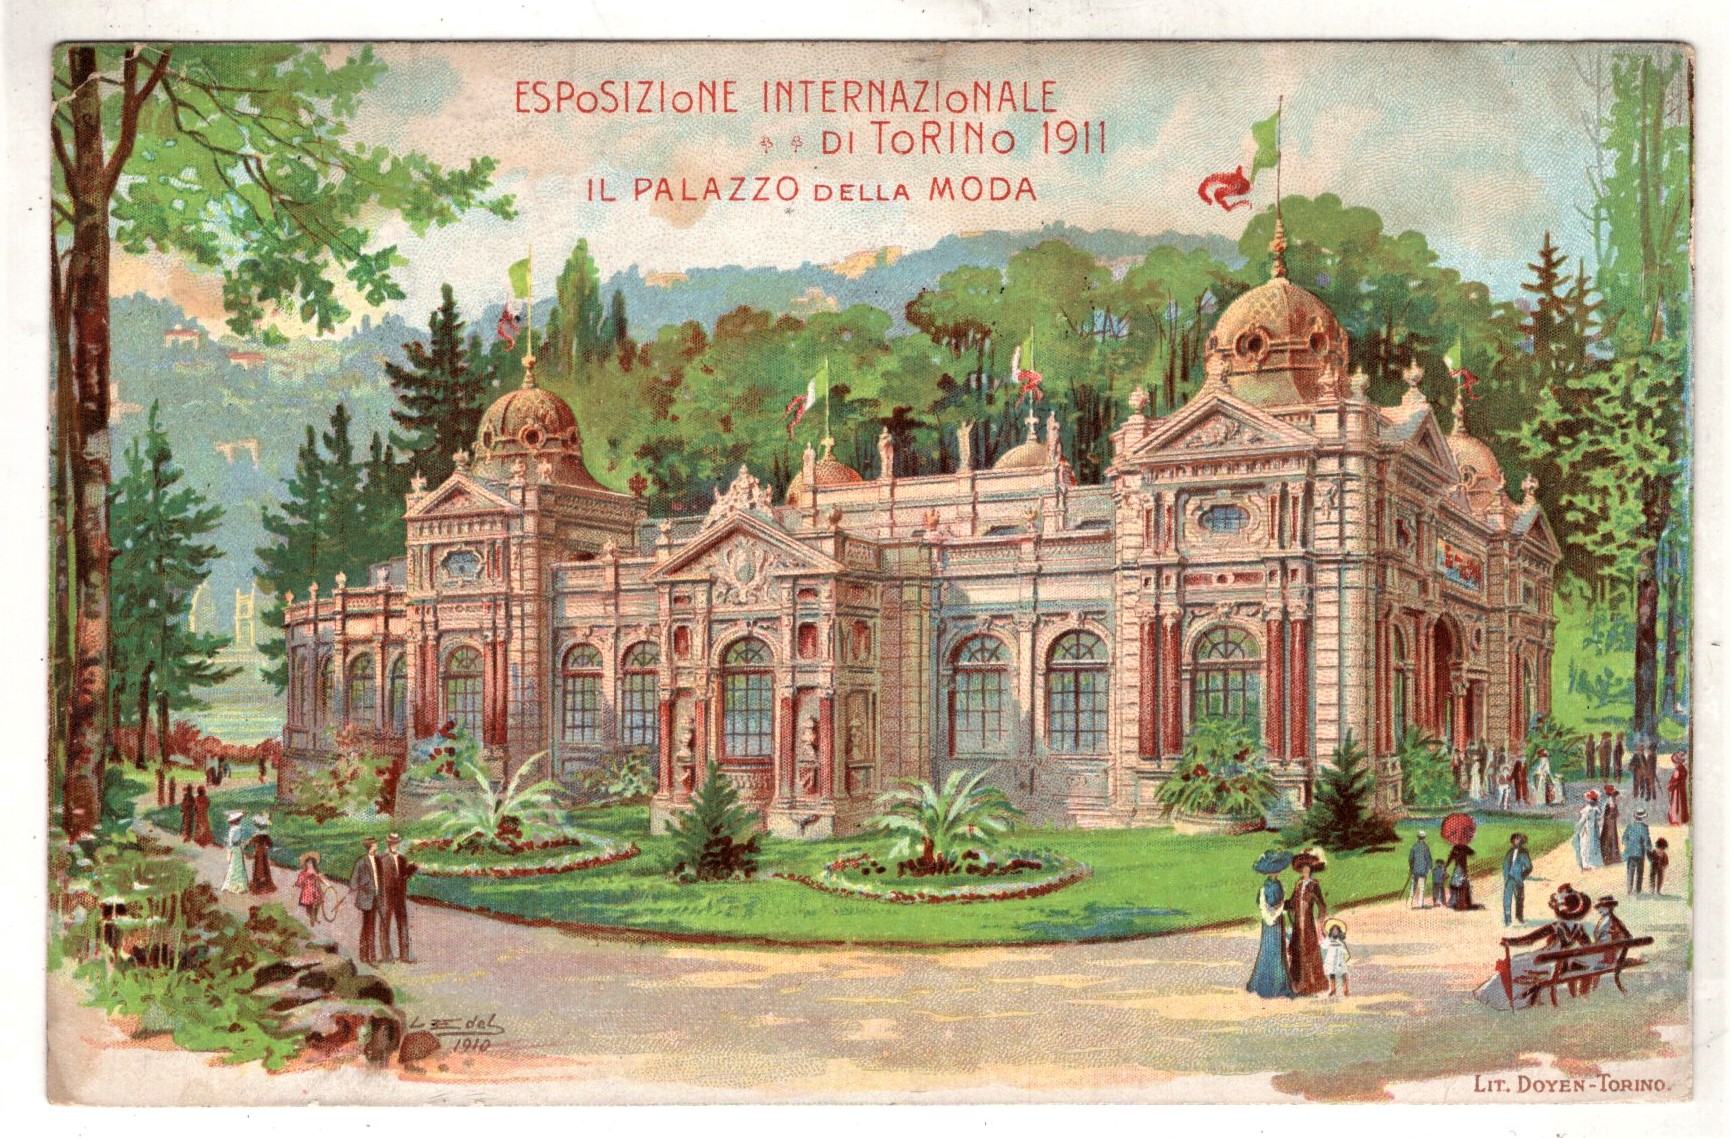 ESPOSIZIONE INTERNAZIONALE
DI TORINO 1911
IL PALAZZO DELLA MODA
1910
LIT. DOYEN-TORINO.